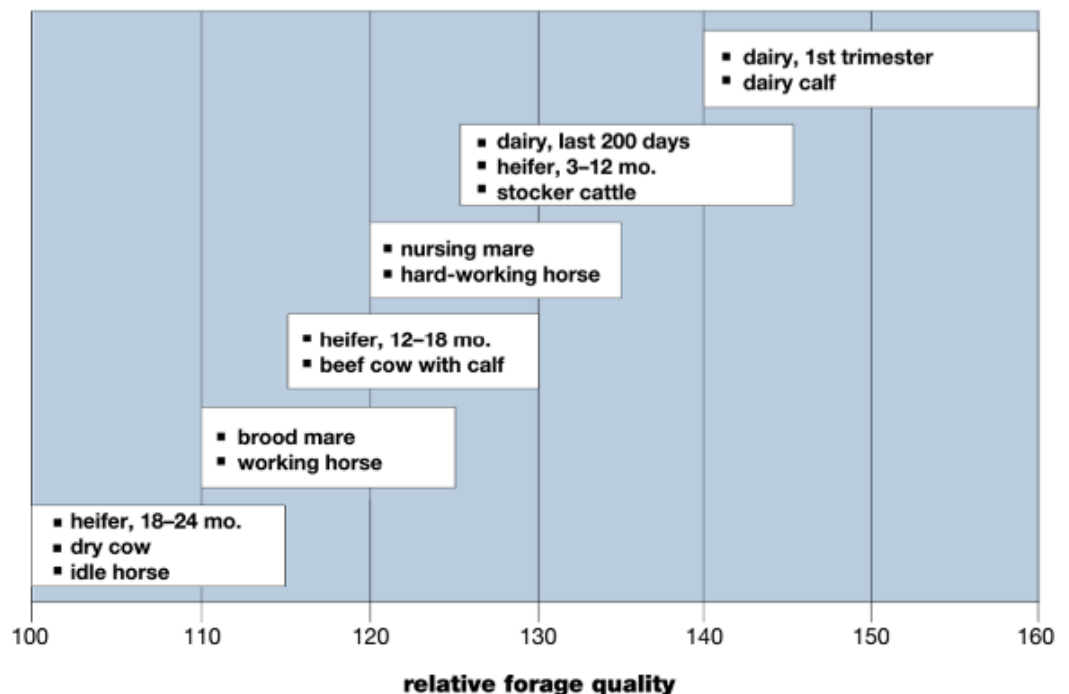 ▪ dairy, 1st trimester
▪ dairy calf
▪ dairy, last 200 days
▪ heifer, 3–12 mo.
▪ stocker cattle
▪ nursing mare
▪ hard-working horse
▪ heifer, 12–18 mo.
▪ beef cow with calf
▪ brood mare
▪ working horse
▪ heifer, 18–24 mo.
▪ dry cow
▪ idle horse
100 110 120 130 140 150 160
relative forage quality